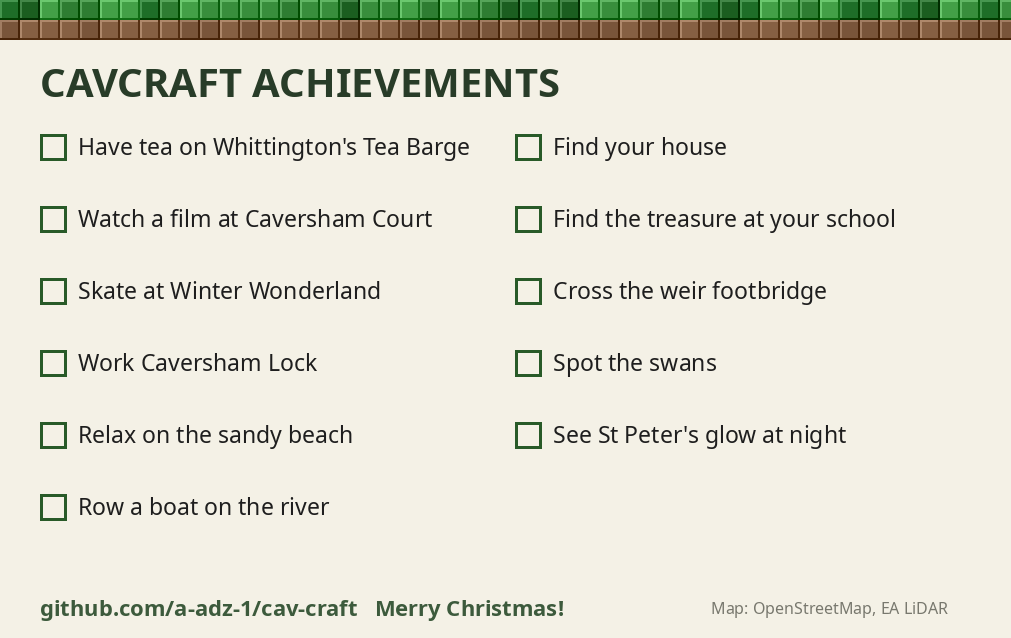 CAVCRAFT ACHIEVEMENTS
Have tea on Whittington's Tea Barge
Watch a film at Caversham Court
Skate at Winter Wonderland
Work Caversham Lock
Relax on the sandy beach
Row a boat on the river
Find your house
Find the treasure at your school
Cross the weir footbridge
Spot the swans
See St Peter's glow at night
github.com/a-adz-1/cav-craft Merry Christmas!
Map: OpenStreetMap, EA LiDAR